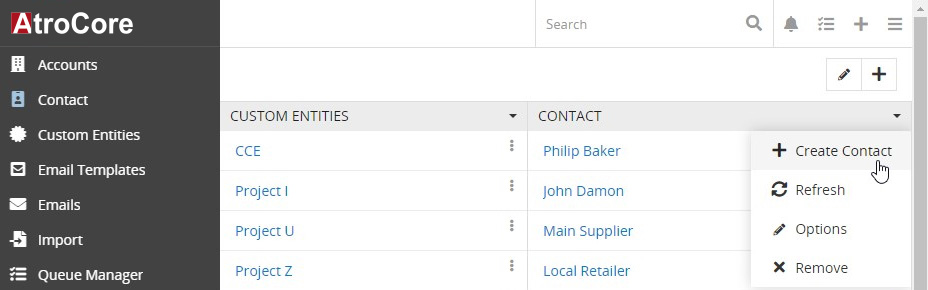 AtroCore
Search
Accounts
Contact
Custom Entities
Email Templates
Emails
Import
Queue Manager
CUSTOM ENTITIES
CCE
Project I
Project U
Project Z
CONTACT
Philip Baker
John Damon
Main Supplier
Local Retailer
Create Contact
Refresh
Options
Remove